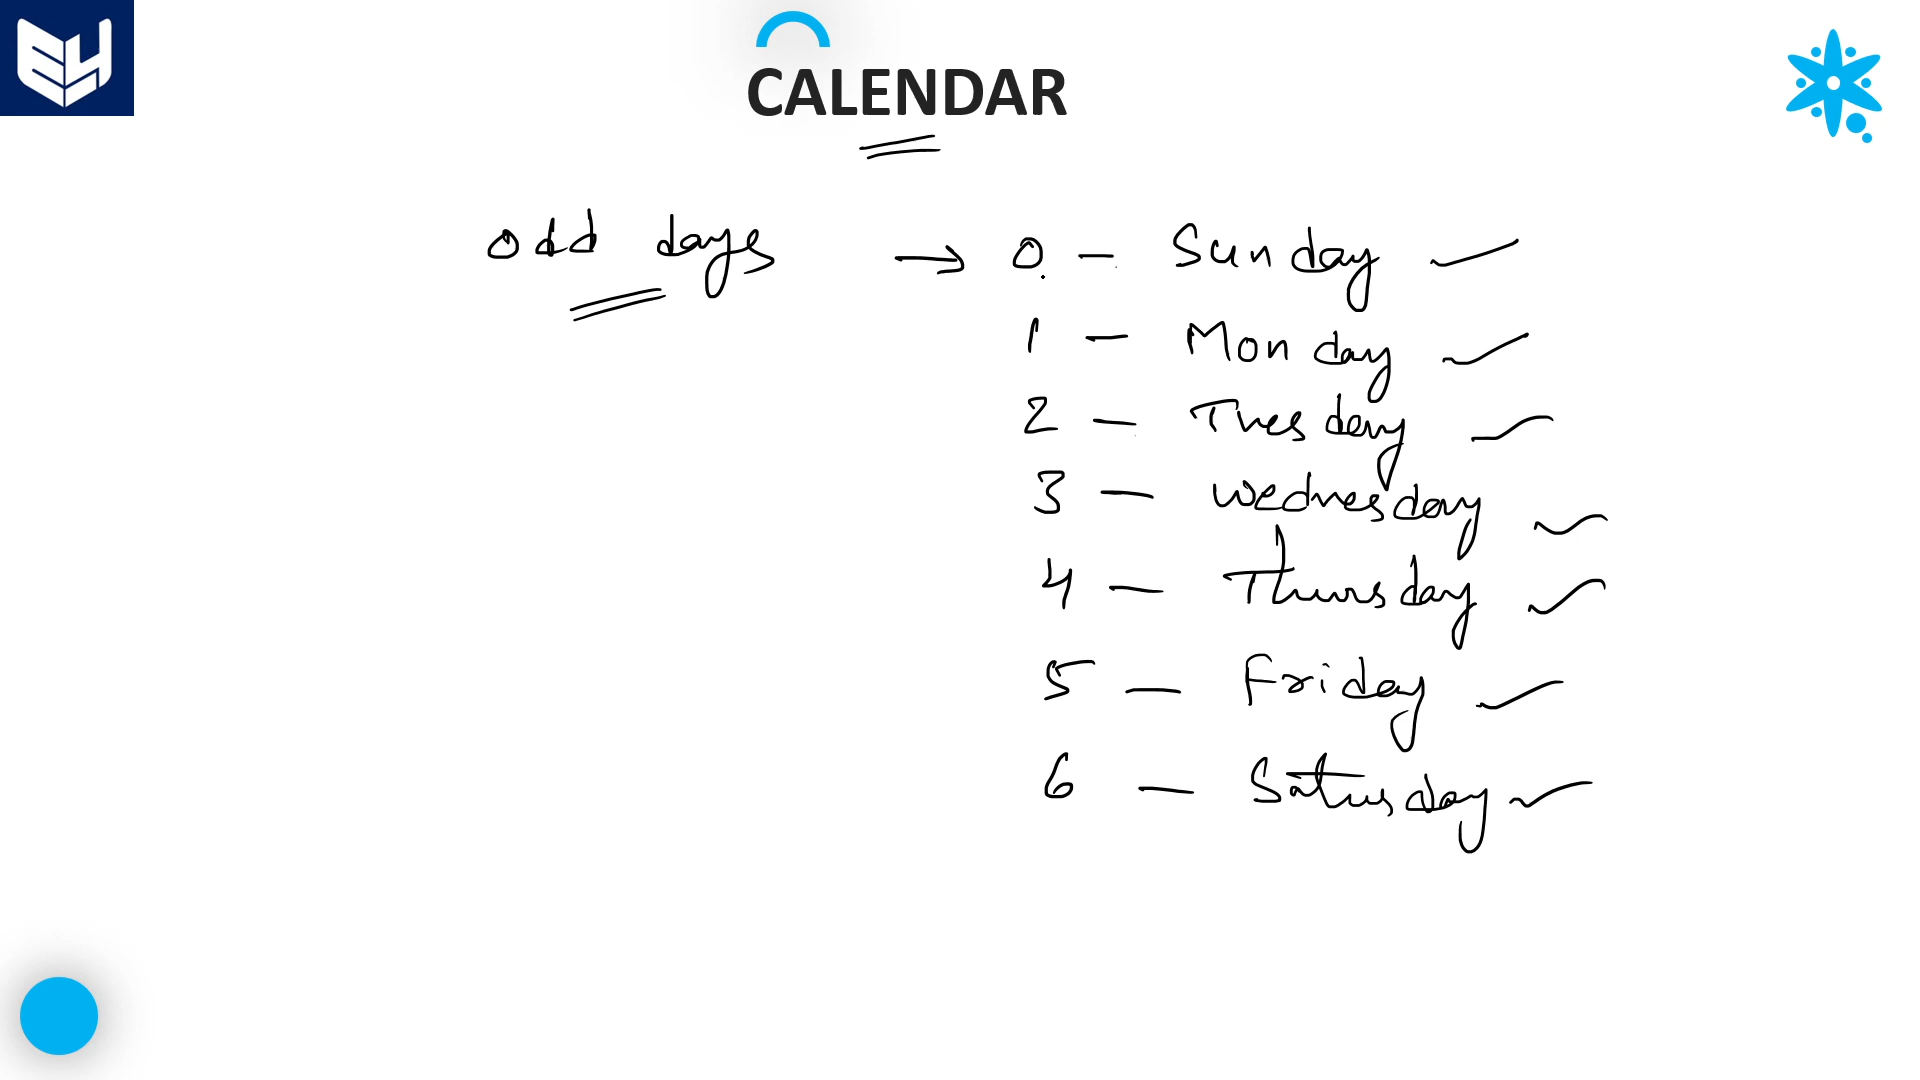 CALENDAR
odd days → 0 - Sunday
1 - Monday
2 - Tuesday
3 - Wednesday
4 - Thursday
5 - Friday
6 - Saturday